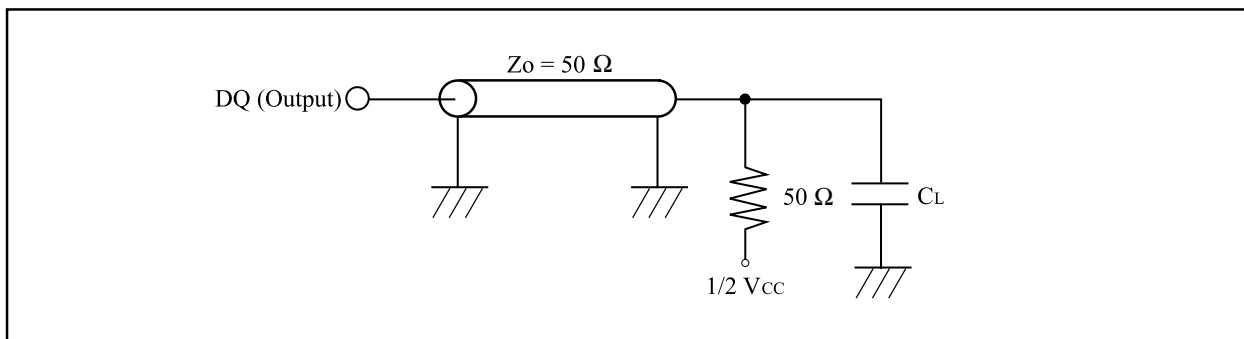 Zo = 50 Ω
DQ (Output)
50 Ω
CL
1/2 VCC